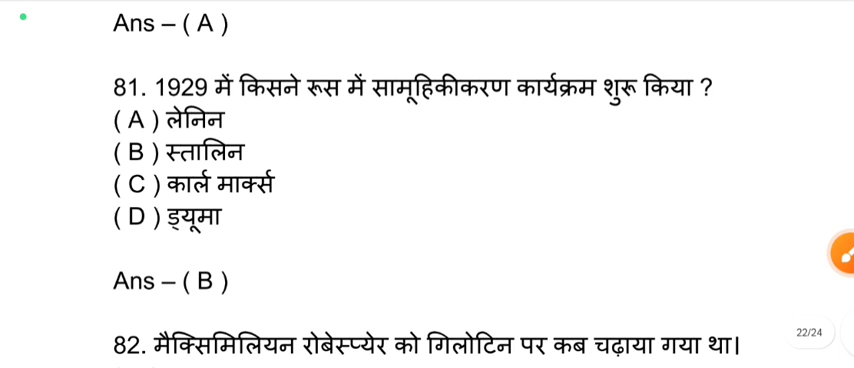 Ans – ( A )
81. 1929 में किसने रूस में सामूहिकीकरण कार्यक्रम शुरू किया ?
( A ) लेनिन
( B ) स्तालिन
( C ) कार्ल मार्क्स
( D ) ड्यूमा
Ans – ( B )
82. मैक्सिमिलियन रोबेस्प्येर को गिलोटिन पर कब चढ़ाया गया था|
22/24